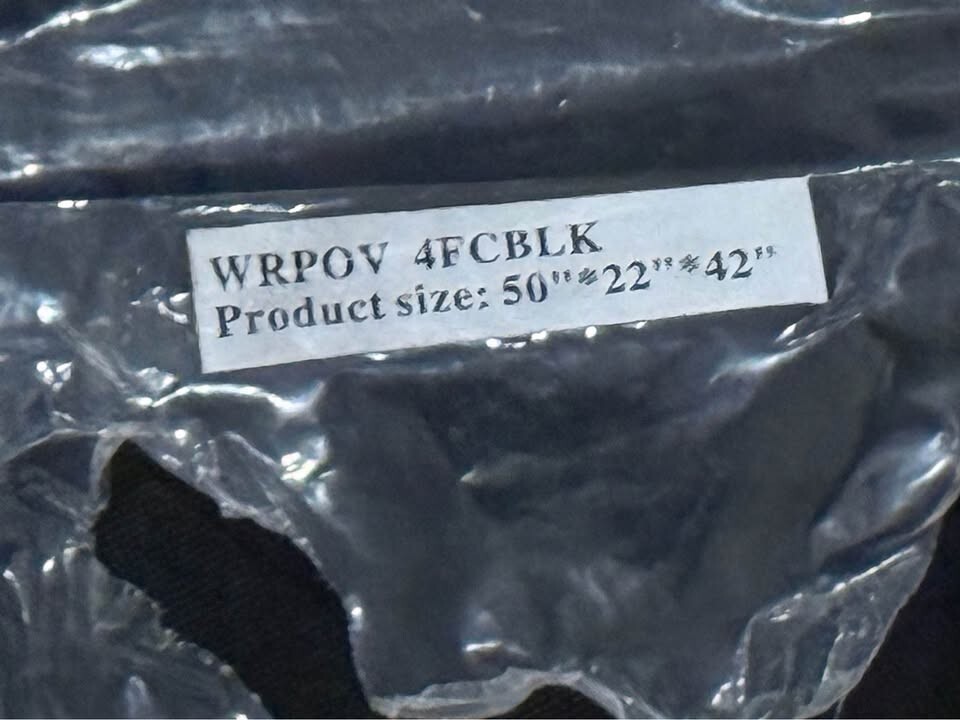 WRPOV 4FCBLK
Product size: 50"*22"*42"